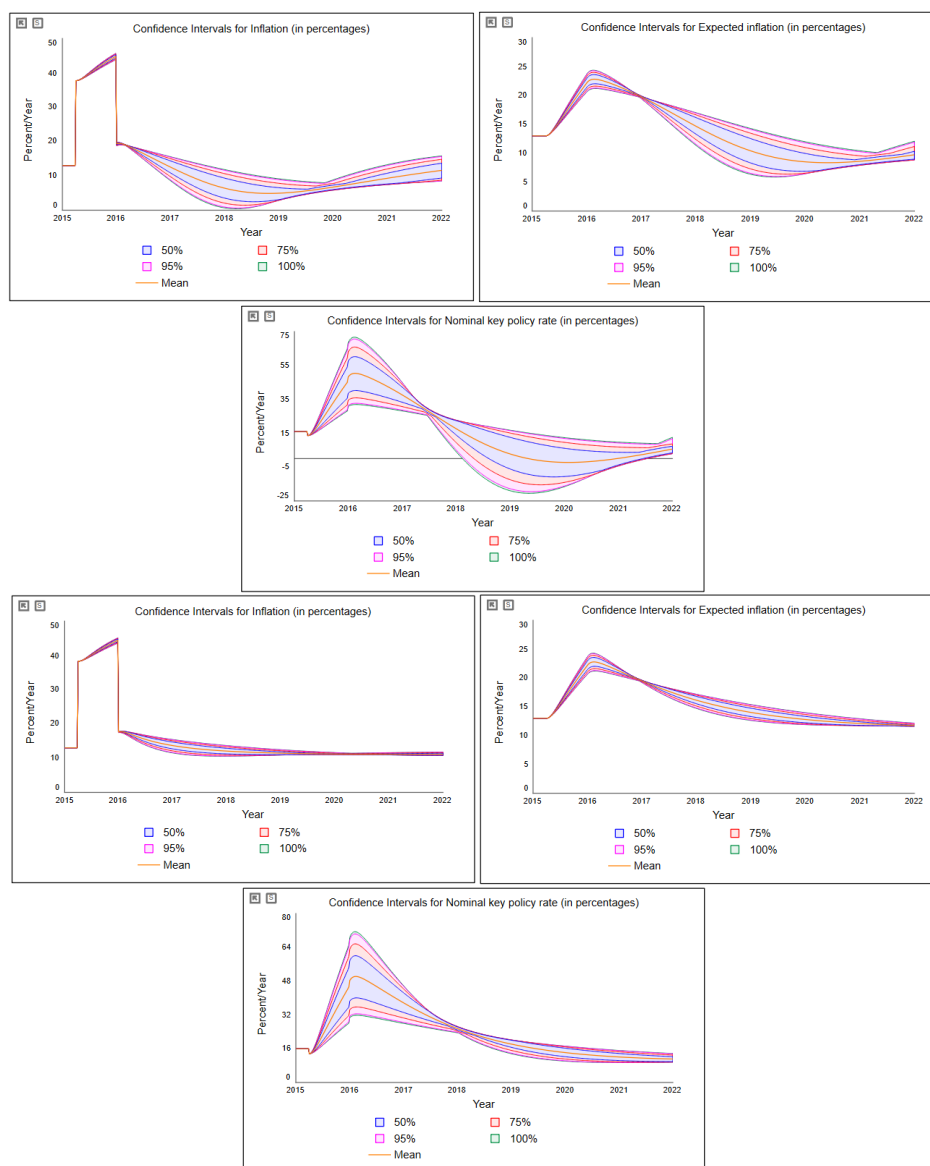 S
Confidence Intervals for Inflation (in percentages)
50
40
30
20
10
0
Percent/Year
2015 2016 2017 2018 2019 2020 2021 2022
Year
50% 75%
95% 100%
Mean
S
Confidence Intervals for Expected inflation (in percentages)
30
25
20
15
10
5
0
Percent/Year
2015 2016 2017 2018 2019 2020 2021 2022
Year
50% 75%
95% 100%
Mean
S
Confidence Intervals for Nominal key policy rate (in percentages)
75
55
35
15
-5
-25
Percent/Year
2015 2016 2017 2018 2019 2020 2021 2022
Year
50% 75%
95% 100%
Mean
S
Confidence Intervals for Inflation (in percentages)
50
40
30
20
10
0
Percent/Year
2015 2016 2017 2018 2019 2020 2021 2022
Year
50% 75%
95% 100%
Mean
S
Confidence Intervals for Expected inflation (in percentages)
30
25
20
15
10
5
0
Percent/Year
2015 2016 2017 2018 2019 2020 2021 2022
Year
50% 75%
95% 100%
Mean
S
Confidence Intervals for Nominal key policy rate (in percentages)
80
64
48
32
16
0
Percent/Year
2015 2016 2017 2018 2019 2020 2021 2022
Year
50% 75%
95% 100%
Mean